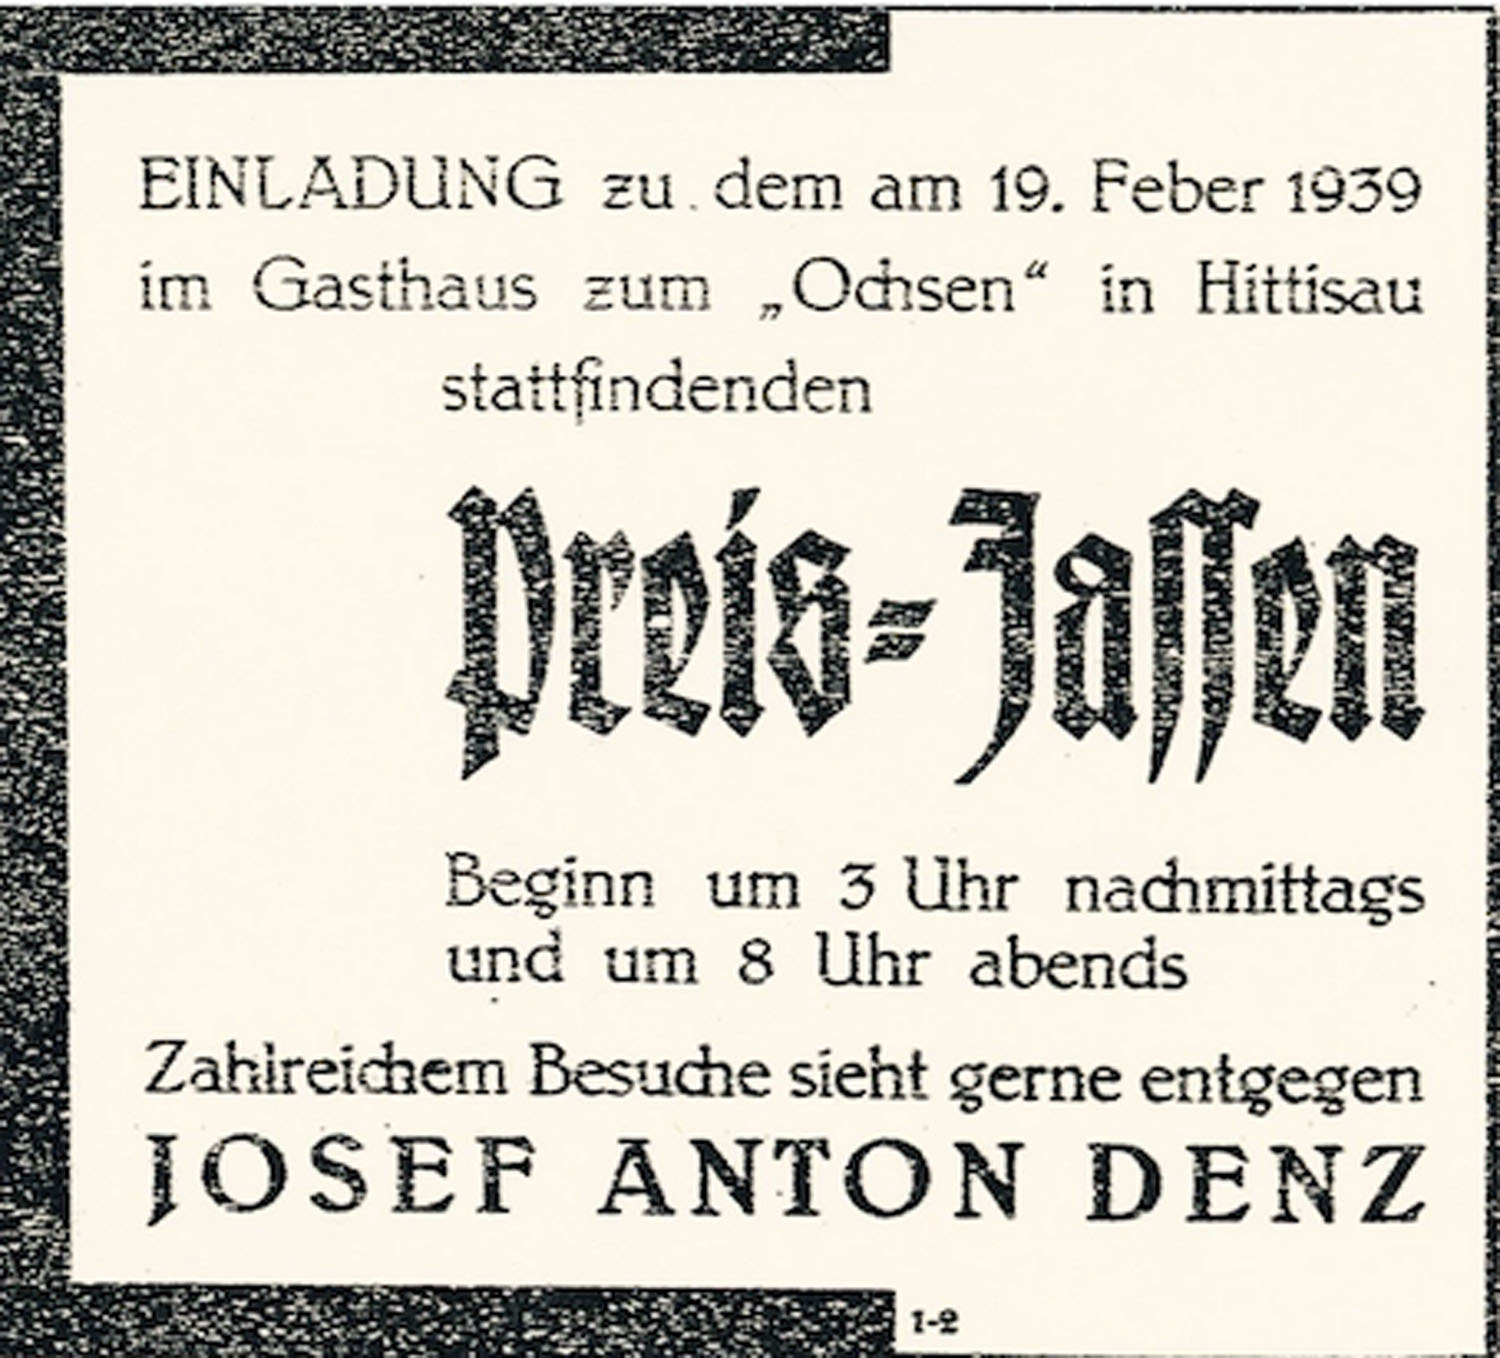 EINLADUNG zu dem am 19. Feber 1939
im Gasthaus zum „Ochsen“ in Hittisau
stattfindenden
Preis-Jassen
Beginn um 3 Uhr nachmittags
und um 8 Uhr abends
Zahlreichem Besuche sieht gerne entgegen
JOSEF ANTON DENZ
1-2